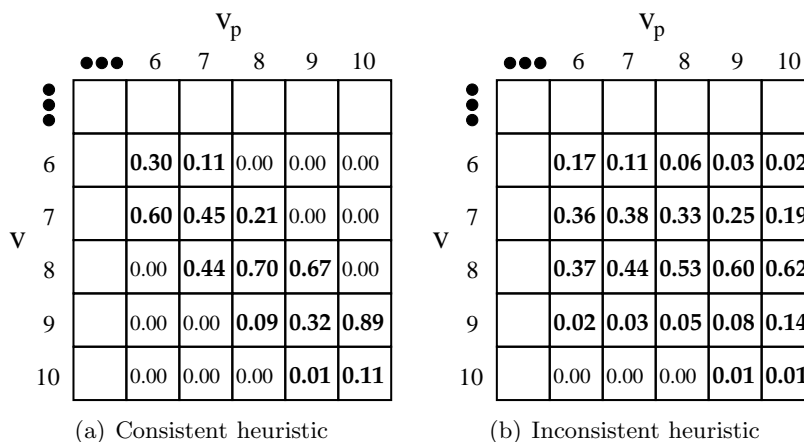 Vp Vp
●●● 6 7 8 9 10 ●●● 6 7 8 9 10
6 0.30 0.11 0.00 0.00 0.00 6 0.17 0.11 0.06 0.03 0.02
7 0.60 0.45 0.21 0.00 0.00 7 0.36 0.38 0.33 0.25 0.19
V V
8 0.00 0.44 0.70 0.67 0.00 8 0.37 0.44 0.53 0.60 0.62
9 0.00 0.00 0.09 0.32 0.89 9 0.02 0.03 0.05 0.08 0.14
10 0.00 0.00 0.00 0.01 0.11 10 0.00 0.00 0.00 0.01 0.01
(a) Consistent heuristic (b) Inconsistent heuristic